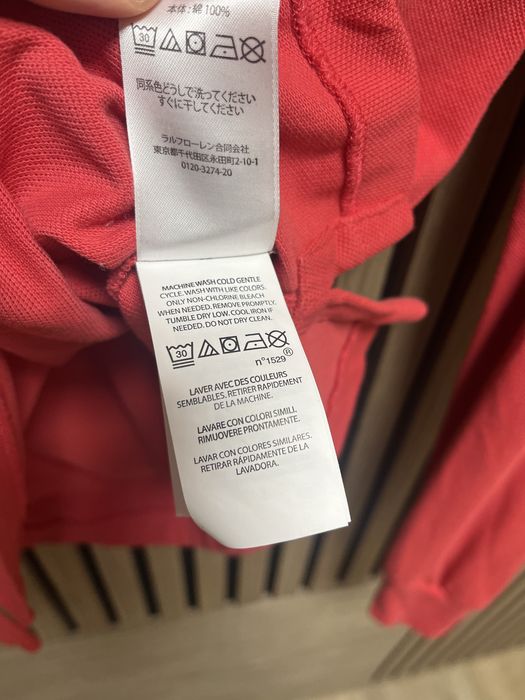 本体: 綿 100%
30
同系色どうしで洗ってください
すぐに干してください
ラルフローレン合同会社
東京都千代田区永田町2-10-1
0120-3274-20
MACHINE WASH COLD GENTLE
CYCLE. WASH WITH LIKE COLORS.
ONLY NON-CHLORINE BLEACH
WHEN NEEDED. REMOVE PROMPTLY.
TUMBLE DRY LOW. COOL IRON IF
NEEDED. DO NOT DRY CLEAN.
30
n°1529®
LAVER AVEC DES COULEURS
SEMBLABLES. RETIRER RAPIDEMENT
DE LA MACHINE.
LAVARE CON COLORI SIMILI.
RIMUOVERE PRONTAMENTE.
LAVAR CON COLORES SIMILARES.
RETIRAR RÁPIDAMENTE DE LA
LAVADORA.